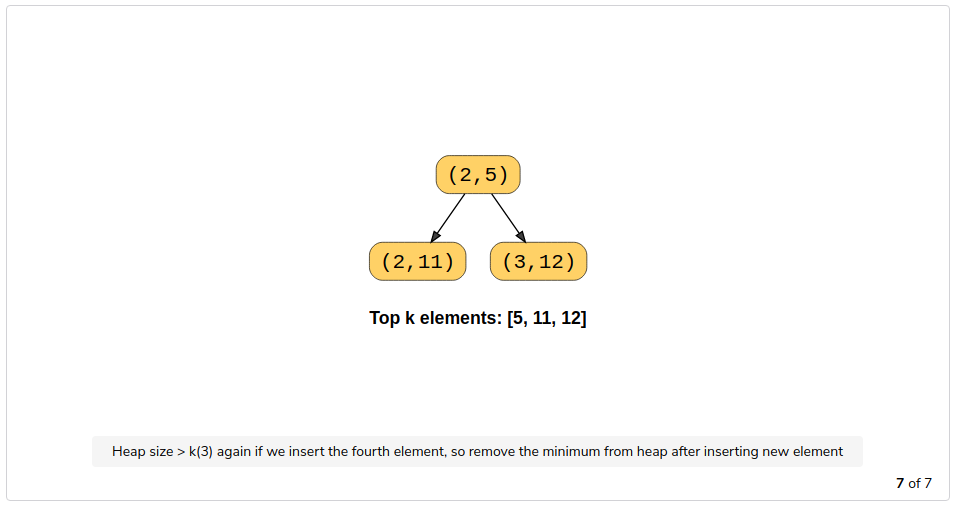 (2,5)
(2,11) (3,12)
Top k elements: [5, 11, 12]
Heap size > k(3) again if we insert the fourth element, so remove the minimum from heap after inserting new element
7 of 7